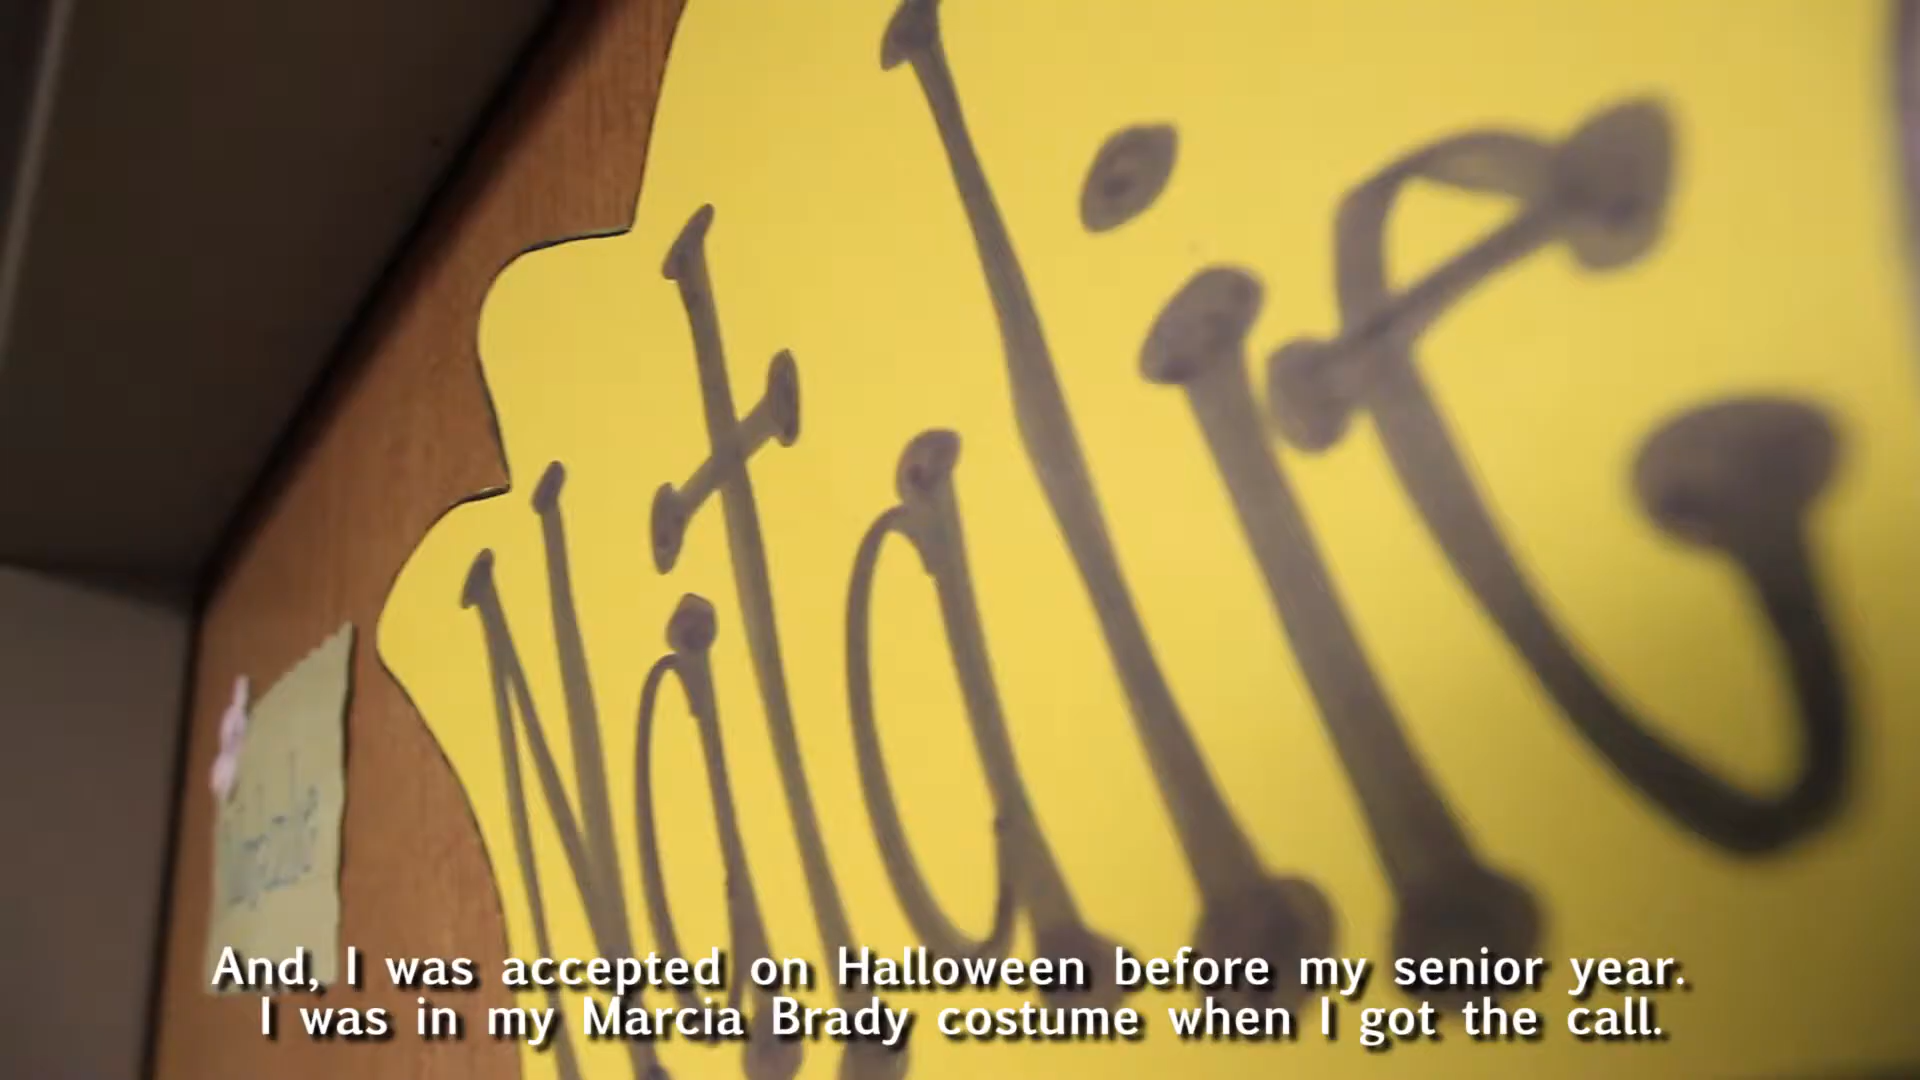 Natalie
And, I was accepted on Halloween before my senior year.
I was in my Marcia Brady costume when I got the call.